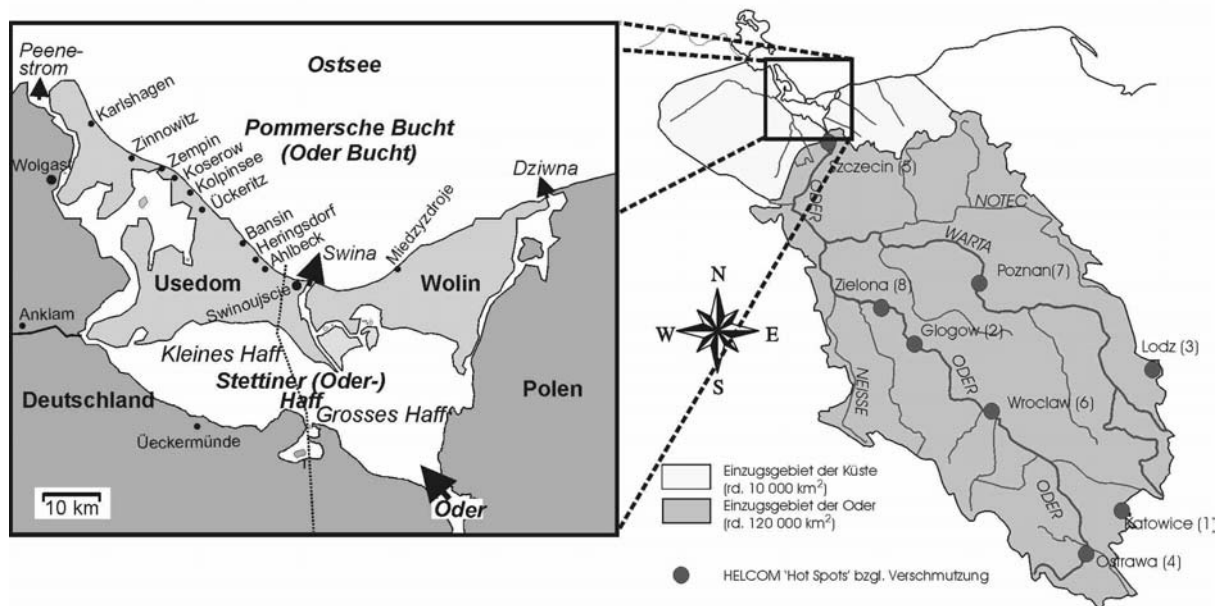 Peene-
strom
Ostsee
Karlshagen
Pommersche Bucht
(Oder Bucht)
Zinnowitz
Zempin
Koserow
Kolpinsee
Ückeritz
Wolgast
Dziwna
Bansin
Heringsdorf
Ahlbeck
Swina
Miedzyzdroje
Usedom
Wolin
Swinoujscie
Anklam
Kleines Haff
Stettiner (Oder-)
Haff
Grosses Haff
Deutschland
Polen
Üeckermünde
10 km
Oder
Szczecin (5)
ODER
NOTEC
WARTA
Poznan(7)
Zielona (8)
N
W
E
S
Glogow (2)
Lodz (3)
NEISSE
ODER
Wroclaw (6)
ODER
Katowice (1)
Ostrawa (4)
Einzugsgebiet der Küste
(rd. 10 000 km²)
Einzugsgebiet der Oder
(rd. 120 000 km²)
HELCOM 'Hot Spots' bzgl. Verschmutzung